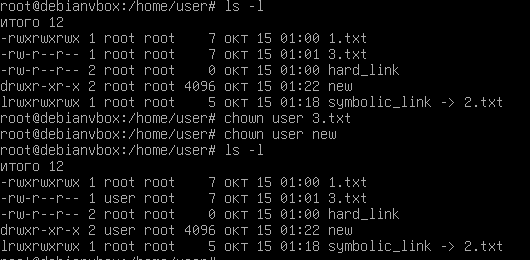 root@debianvbox:/home/user# ls -l
итого 12
-rwxrwxrwx 1 root root    7 окт 15 01:00 1.txt
-rw-r--r-- 1 root root    7 окт 15 01:01 3.txt
-rw-r--r-- 2 root root    0 окт 15 01:00 hard_link
drwxr-xr-x 2 root root 4096 окт 15 01:22 new
lrwxrwxrwx 1 root root    5 окт 15 01:18 symbolic_link -> 2.txt
root@debianvbox:/home/user# chown user 3.txt
root@debianvbox:/home/user# chown user new
root@debianvbox:/home/user# ls -l
итого 12
-rwxrwxrwx 1 root root    7 окт 15 01:00 1.txt
-rw-r--r-- 1 user root    7 окт 15 01:01 3.txt
-rw-r--r-- 2 root root    0 окт 15 01:00 hard_link
drwxr-xr-x 2 user root 4096 окт 15 01:22 new
lrwxrwxrwx 1 root root    5 окт 15 01:18 symbolic_link -> 2.txt
root@debianvbox:/home/user#